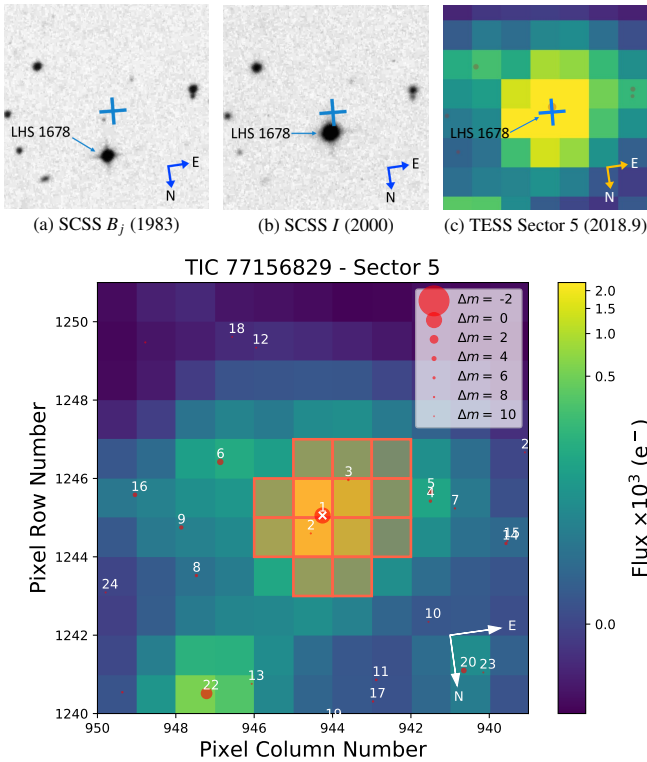 LHS 1678
E
N
LHS 1678
E
N
LHS 1678
E
N
(a) SCSS Bj (1983)
(b) SCSS I (2000)
(c) TESS Sector 5 (2018.9)
TIC 77156829 - Sector 5
Δm = -2
Δm = 0
Δm = 2
Δm = 4
Δm = 6
Δm = 8
Δm = 10
1250
1248
1246
1244
1242
1240
Pixel Row Number
18
12
2
6
3
16
5
4
7
1
9
2
15
14
8
24
10
E
N
11
20
23
13
22
17
19
950
948
946
944
942
940
Pixel Column Number
2.0
1.5
1.0
0.5
0.0
Flux ×10³ (e⁻)